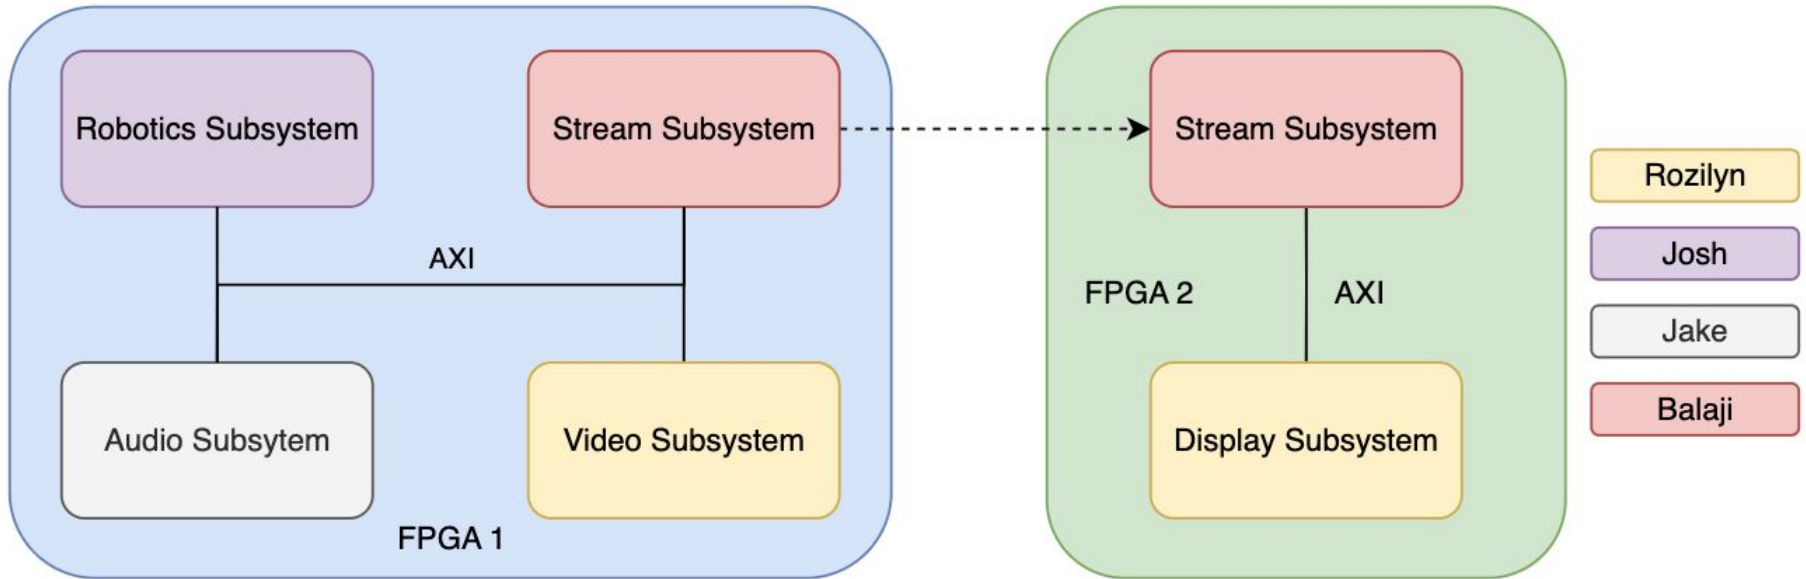 Robotics Subsystem
Stream Subsystem
AXI
Audio Subsytem
Video Subsystem
FPGA 1
Stream Subsystem
FPGA 2
AXI
Display Subsystem
Rozilyn
Josh
Jake
Balaji